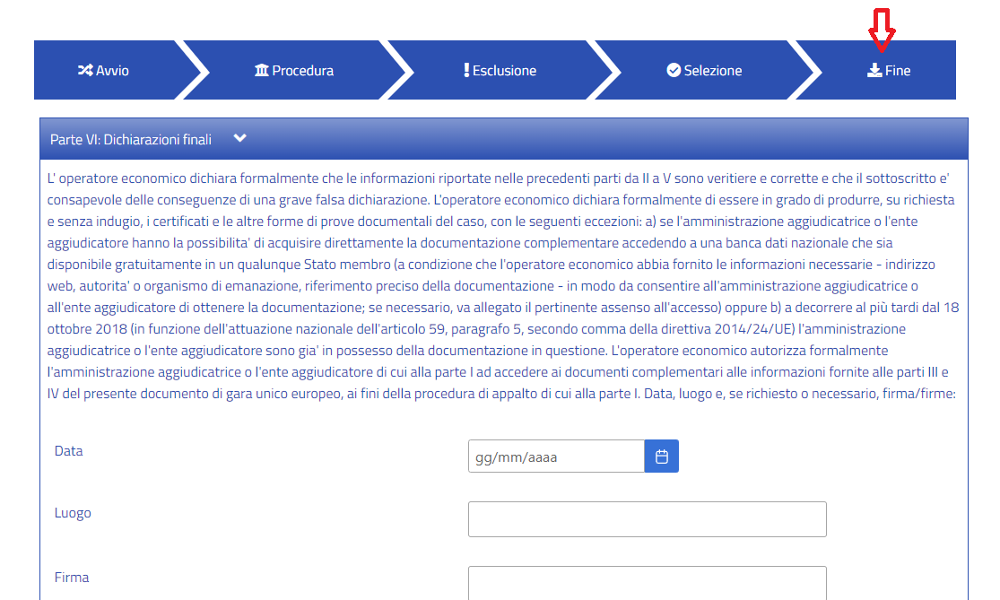 Avvio
Procedura
Esclusione
Selezione
Fine
Parte VI: Dichiarazioni finali
L' operatore economico dichiara formalmente che le informazioni riportate nelle precedenti parti da II a V sono veritiere e corrette e che il sottoscritto e'
consapevole delle conseguenze di una grave falsa dichiarazione. L'operatore economico dichiara formalmente di essere in grado di produrre, su richiesta
e senza indugio, i certificati e le altre forme di prove documentali del caso, con le seguenti eccezioni: a) se l'amministrazione aggiudicatrice o l'ente
aggiudicatore hanno la possibilita' di acquisire direttamente la documentazione complementare accedendo a una banca dati nazionale che sia
disponibile gratuitamente in un qualunque Stato membro (a condizione che l'operatore economico abbia fornito le informazioni necessarie - indirizzo
web, autorita' o organismo di emanazione, riferimento preciso della documentazione - in modo da consentire all'amministrazione aggiudicatrice o
all'ente aggiudicatore di ottenere la documentazione; se necessario, va allegato il pertinente assenso all'accesso) oppure b) a decorrere al più tardi dal 18
ottobre 2018 (in funzione dell'attuazione nazionale dell'articolo 59, paragrafo 5, secondo comma della direttiva 2014/24/UE) l'amministrazione
aggiudicatrice o l'ente aggiudicatore sono gia' in possesso della documentazione in questione. L'operatore economico autorizza formalmente
l'amministrazione aggiudicatrice o l'ente aggiudicatore di cui alla parte I ad accedere ai documenti complementari alle informazioni fornite alle parti III e
IV del presente documento di gara unico europeo, ai fini della procedura di appalto di cui alla parte I. Data, luogo e, se richiesto o necessario, firma/firme:
Data
gg/mm/aaaa
Luogo
Firma